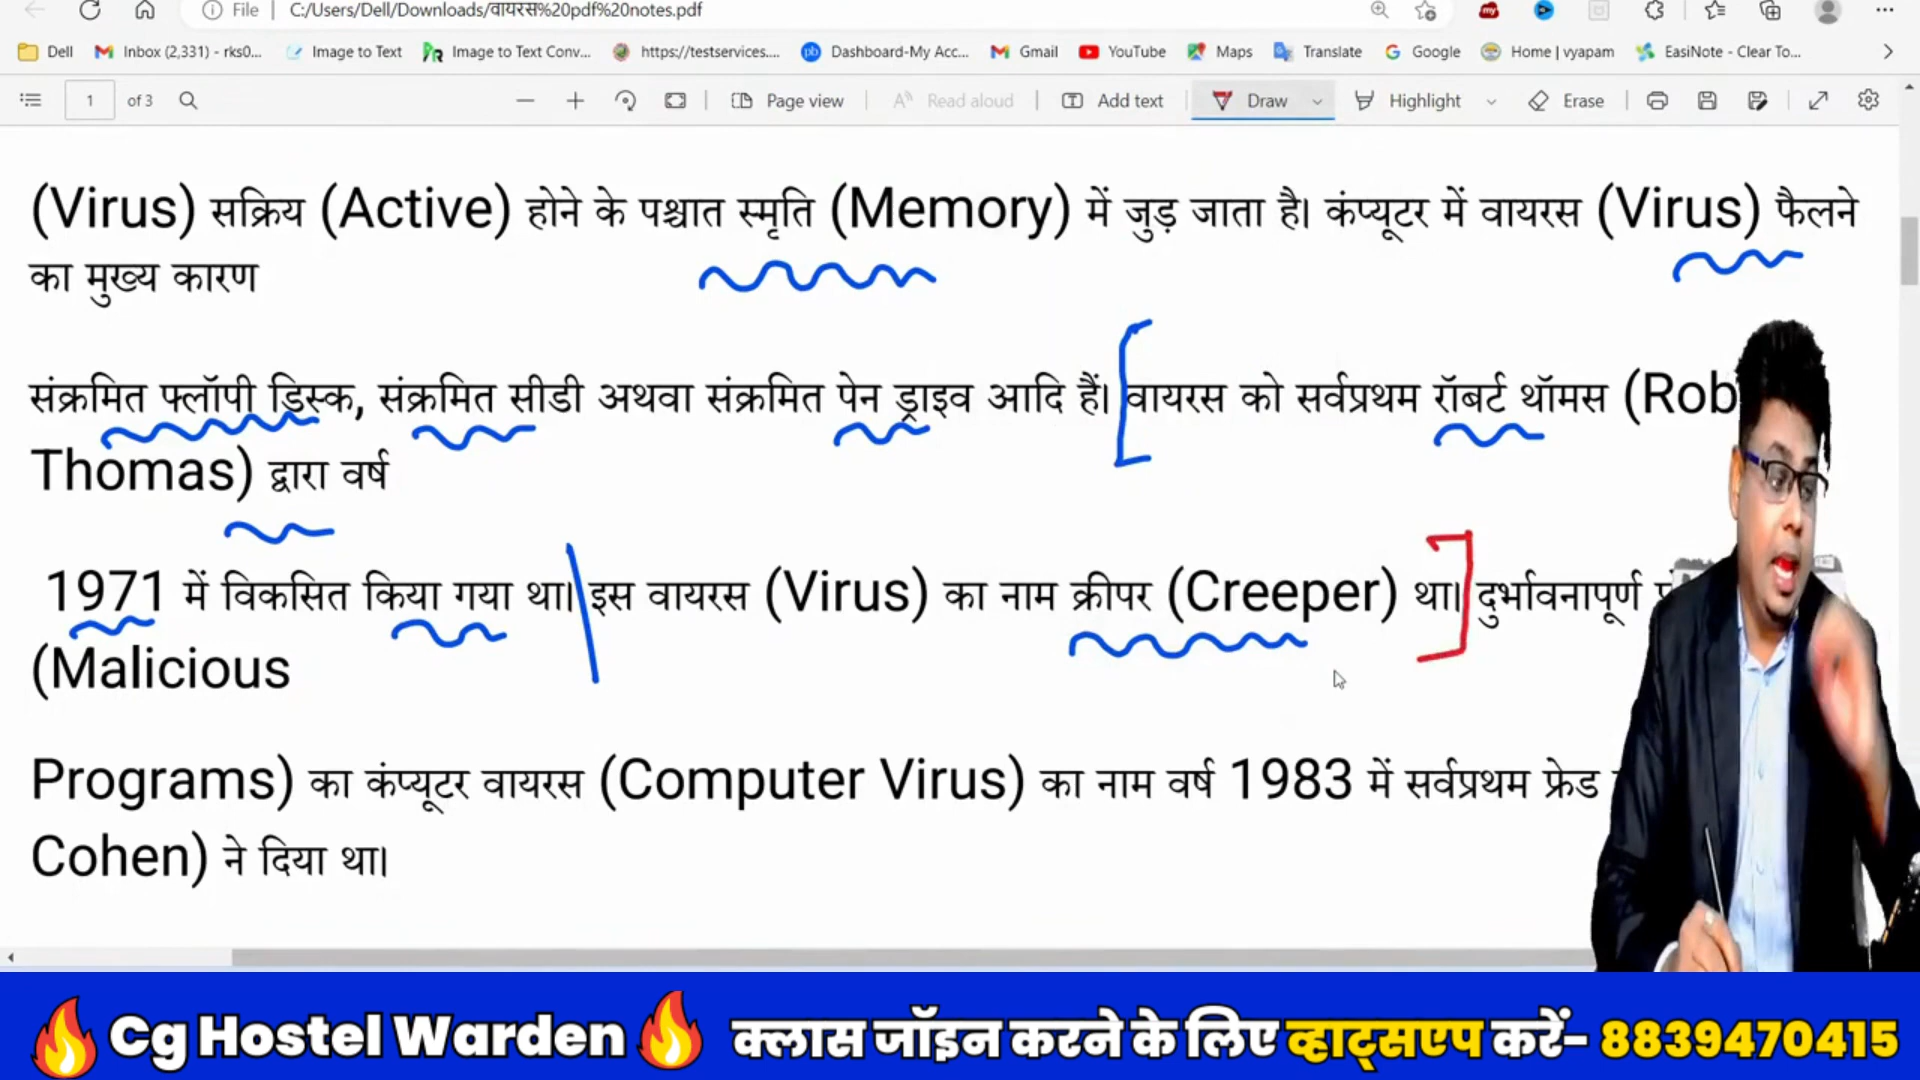 File | C:/Users/Dell/Downloads/वायरस%20pdf%20notes.pdf
Dell Inbox (2,331) - rks0... Image to Text Image to Text Conv... https://testservices.... Dashboard-My Acc... Gmail YouTube Maps Translate Google Home | vyapam EasiNote - Clear To...
1 of 3 Page view Read aloud Add text Draw Highlight Erase
(Virus) सक्रिय (Active) होने के पश्चात स्मृति (Memory) में जुड़ जाता है। कंप्यूटर में वायरस (Virus) फैलने
का मुख्य कारण
संक्रमित फ्लॉपी डिस्क, संक्रमित सीडी अथवा संक्रमित पेन ड्राइव आदि हैं। वायरस को सर्वप्रथम रॉबर्ट थॉमस (Rob
Thomas) द्वारा वर्ष
1971 में विकसित किया गया था। इस वायरस (Virus) का नाम क्रीपर (Creeper) था। दुर्भावनापूर्ण
(Malicious
Programs) का कंप्यूटर वायरस (Computer Virus) का नाम वर्ष 1983 में सर्वप्रथम फ्रेड
Cohen) ने दिया था।
Cg Hostel Warden क्लास जॉइन करने के लिए व्हाट्सएप करें- 8839470415